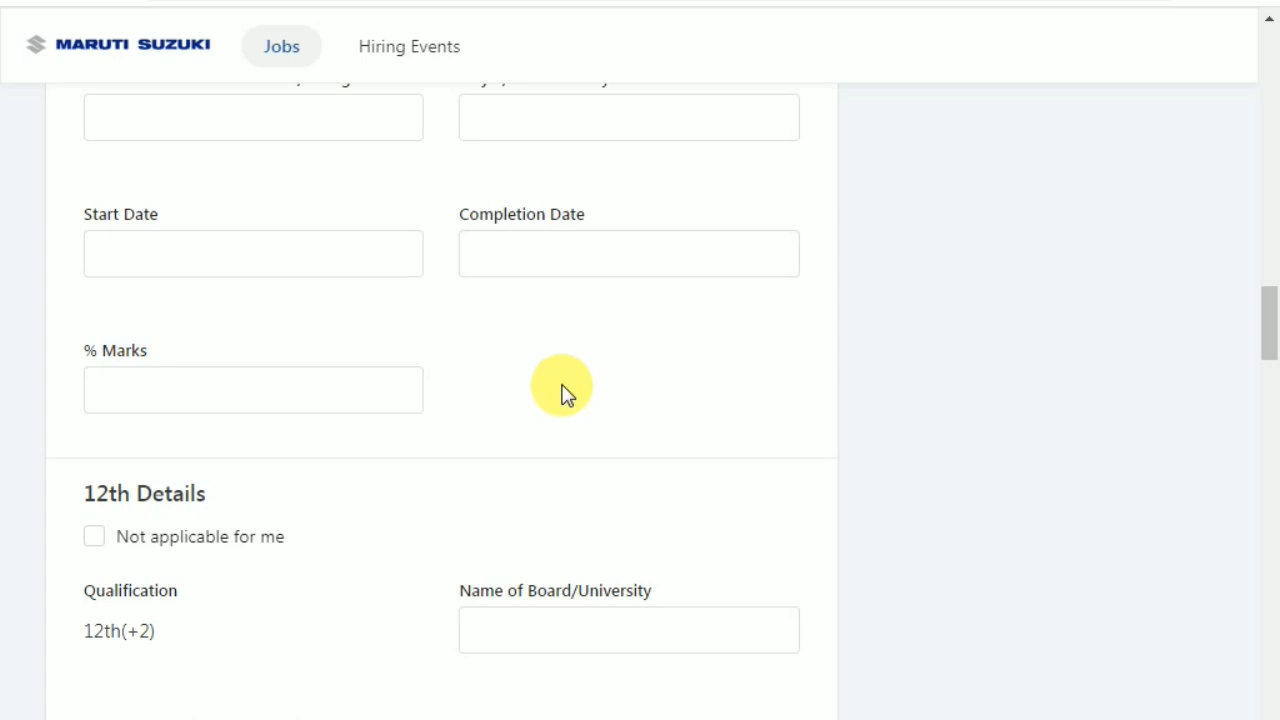 MARUTI SUZUKI
Jobs
Hiring Events
Start Date
Completion Date
% Marks
12th Details
Not applicable for me
Qualification
Name of Board/University
12th(+2)